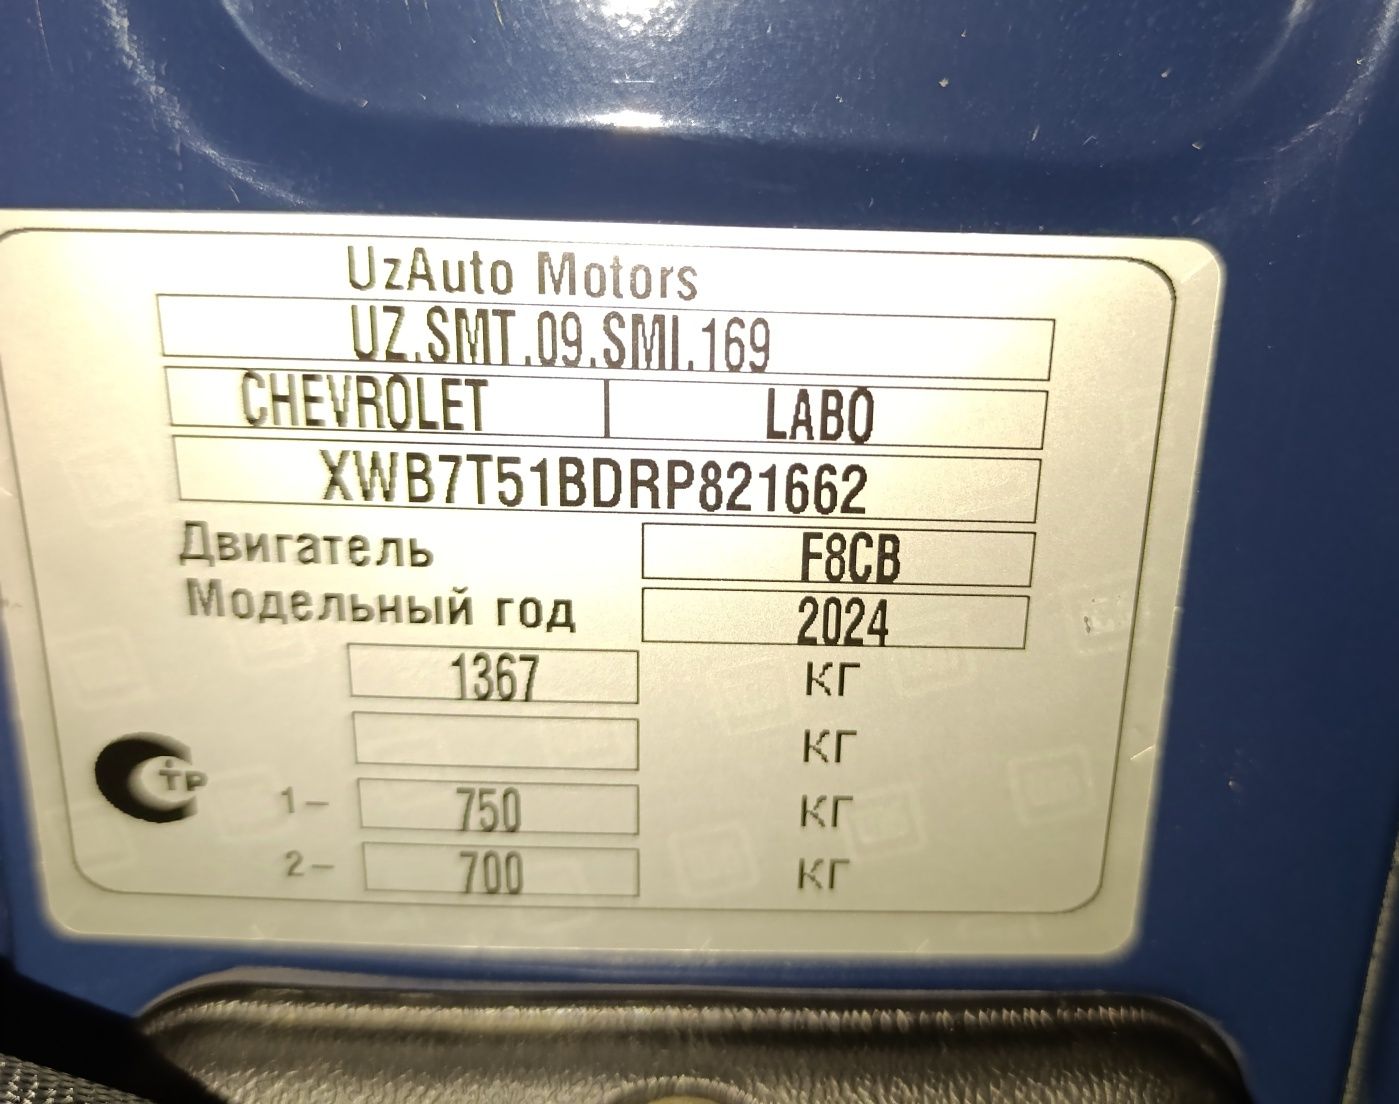 UzAuto Motors
UZ.SMT.09.SMI.169
CHEVROLET LABO
XWB7T51BDRP821662
Двигатель F8CB
Модельный год 2024
1367 КГ
КГ
1- 750 КГ
2- 700 КГ
тр